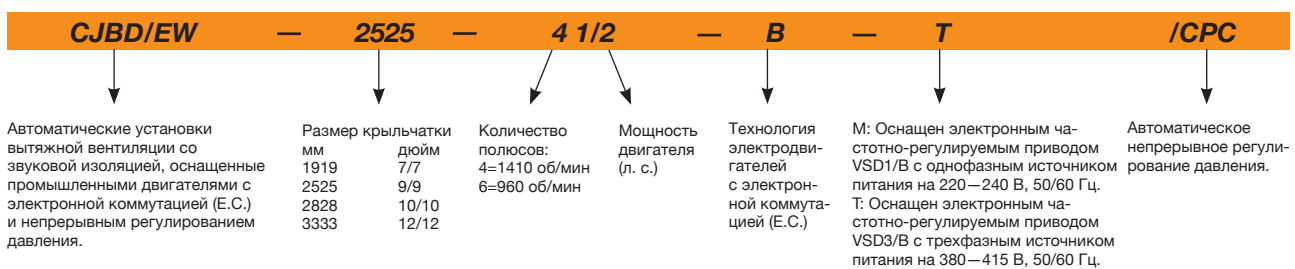 CJBD/EW — 2525 — 4 1/2 — B — T /CPC
Автоматические установки
вытяжной вентиляции со
звуковой изоляцией, оснащенные
промышленными двигателями с
электронной коммутацией (E.C.)
и непрерывным регулированием
давления.
Размер крыльчатки
мм дюйм
1919 7/7
2525 9/9
2828 10/10
3333 12/12
Количество
полюсов:
4=1410 об/мин
6=960 об/мин
Мощность
двигателя
(л. с.)
Технология
электродви-
гателей
с электрон-
ной коммута-
цией (E.C.)
M: Оснащен электронным ча-
стотно-регулируемым приводом
VSD1/B с однофазным источником
питания на 220—240 В, 50/60 Гц.
T: Оснащен электронным ча-
стотно-регулируемым приводом
VSD3/B с трехфазным источником
питания на 380—415 В, 50/60 Гц.
Автоматическое
непрерывное регули-
рование давления.